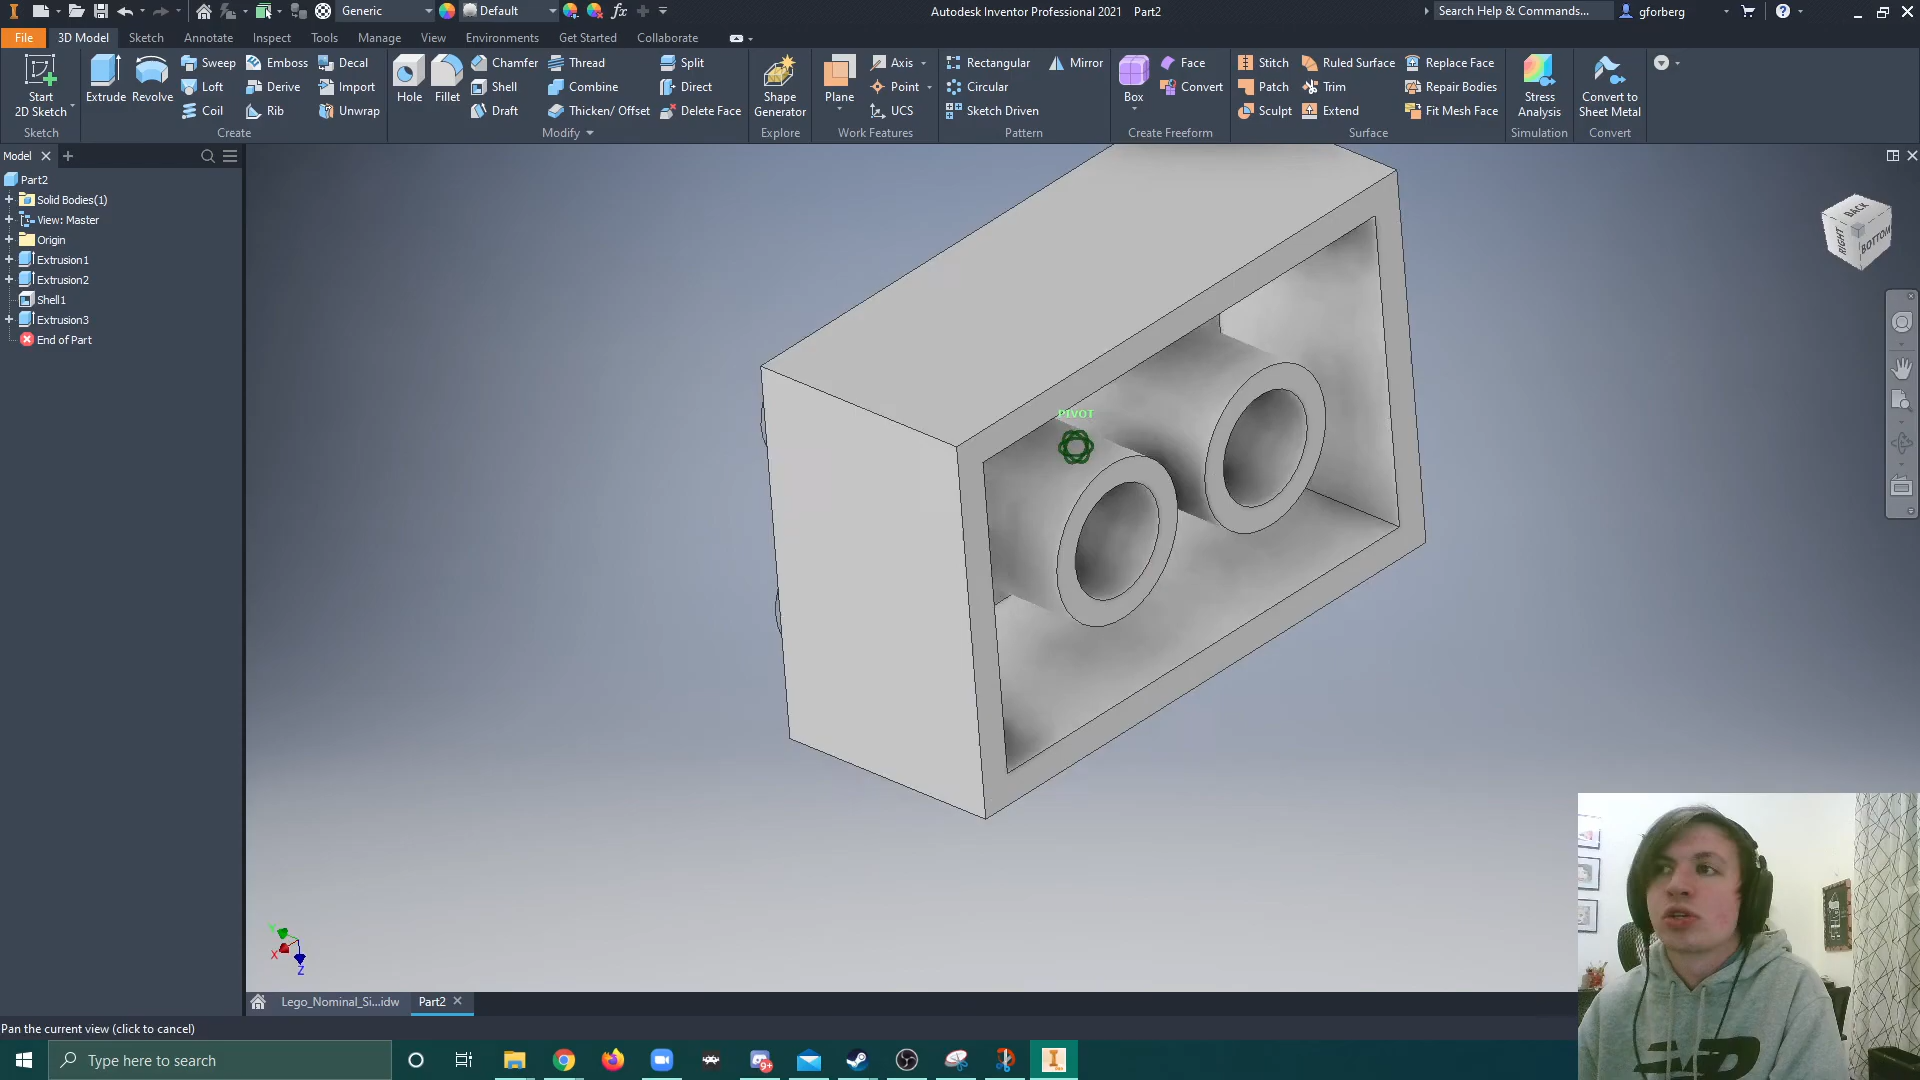 Generic
Default
Autodesk Inventor Professional 2021 Part2
Search Help & Commands...
gforberg
File
3D Model
Sketch
Annotate
Inspect
Tools
Manage
View
Environments
Get Started
Collaborate
Start
2D Sketch
Sketch
Extrude
Revolve
Sweep
Loft
Coil
Emboss
Derive
Rib
Decal
Import
Unwrap
Create
Hole
Fillet
Chamfer
Shell
Draft
Thread
Combine
Thicken/ Offset
Split
Direct
Delete Face
Modify
Shape
Generator
Explore
Plane
Axis
Point
UCS
Work Features
Rectangular
Circular
Sketch Driven
Mirror
Pattern
Box
Face
Convert
Create Freeform
Stitch
Patch
Sculpt
Ruled Surface
Trim
Extend
Replace Face
Repair Bodies
Fit Mesh Face
Surface
Stress
Analysis
Simulation
Convert to
Sheet Metal
Convert
Model
Part2
Solid Bodies(1)
View: Master
Origin
Extrusion1
Extrusion2
Shell1
Extrusion3
End of Part
BACK
RIGHT
BOTTOM
PIVOT
Y
X
Z
Lego_Nominal_Si...idw
Part2
Pan the current view (click to cancel)
Type here to search